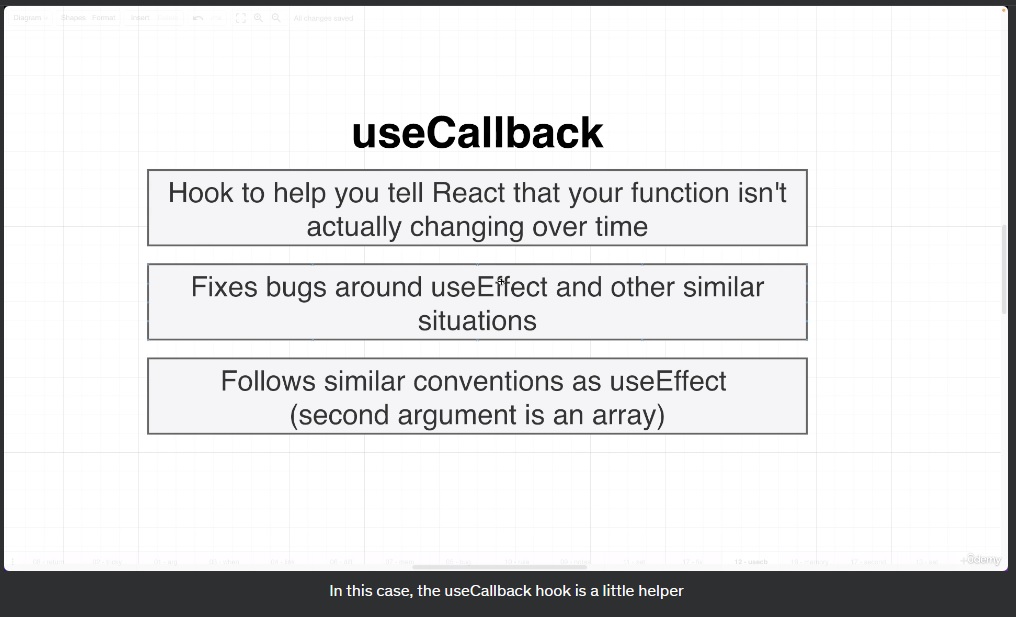 Diagram Shapes Format Insert All changes saved
useCallback
Hook to help you tell React that your function isn't
actually changing over time
Fixes bugs around useEffect and other similar
situations
Follows similar conventions as useEffect
(second argument is an array)
Udemy
In this case, the useCallback hook is a little helper